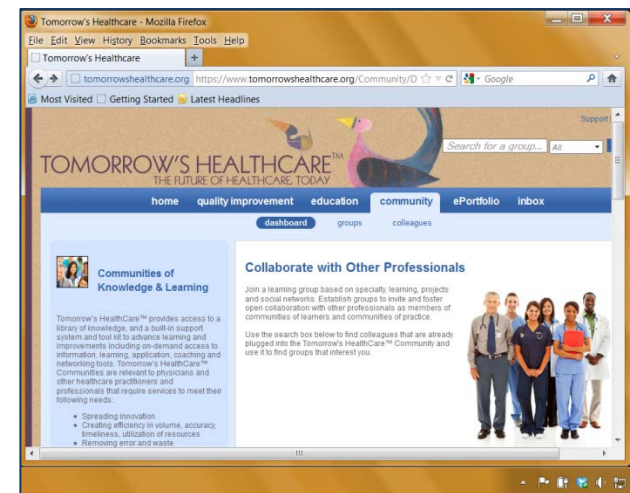 Tomorrow's Healthcare - Mozilla Firefox
File Edit View History Bookmarks Tools Help
Tomorrow's Healthcare +
tomorrowshealthcare.org https://www.tomorrowshealthcare.org/Community/D Google
Most Visited Getting Started Latest Headlines
Support
Search for a group... All
TOMORROW'S HEALTHCARE™
THE FUTURE OF HEALTHCARE, TODAY
home quality improvement education community ePortfolio inbox
dashboard groups colleagues
Communities of
Knowledge & Learning
Tomorrow's HealthCare™ provides access to a
library of knowledge, and a built-in support
system and tool kit to advance learning and
improvements including on-demand access to
information, learning, application, coaching and
networking tools. Tomorrow's HealthCare™
Communities are relevant to physicians and
other healthcare practitioners and
professionals that require services to meet their
following needs:
• Spreading innovation
• Creating efficiency in volume, accuracy,
timeliness, utilization of resources
• Removing error and waste
Collaborate with Other Professionals
Join a learning group based on specialty, learning, projects
and social networks. Establish groups to invite and foster
open collaboration with other professionals as members of
communities of learners and communities of practice.
Use the search box below to find colleagues that are already
plugged into the Tomorrow's HealthCare™ Community and
use it to find groups that interest you.